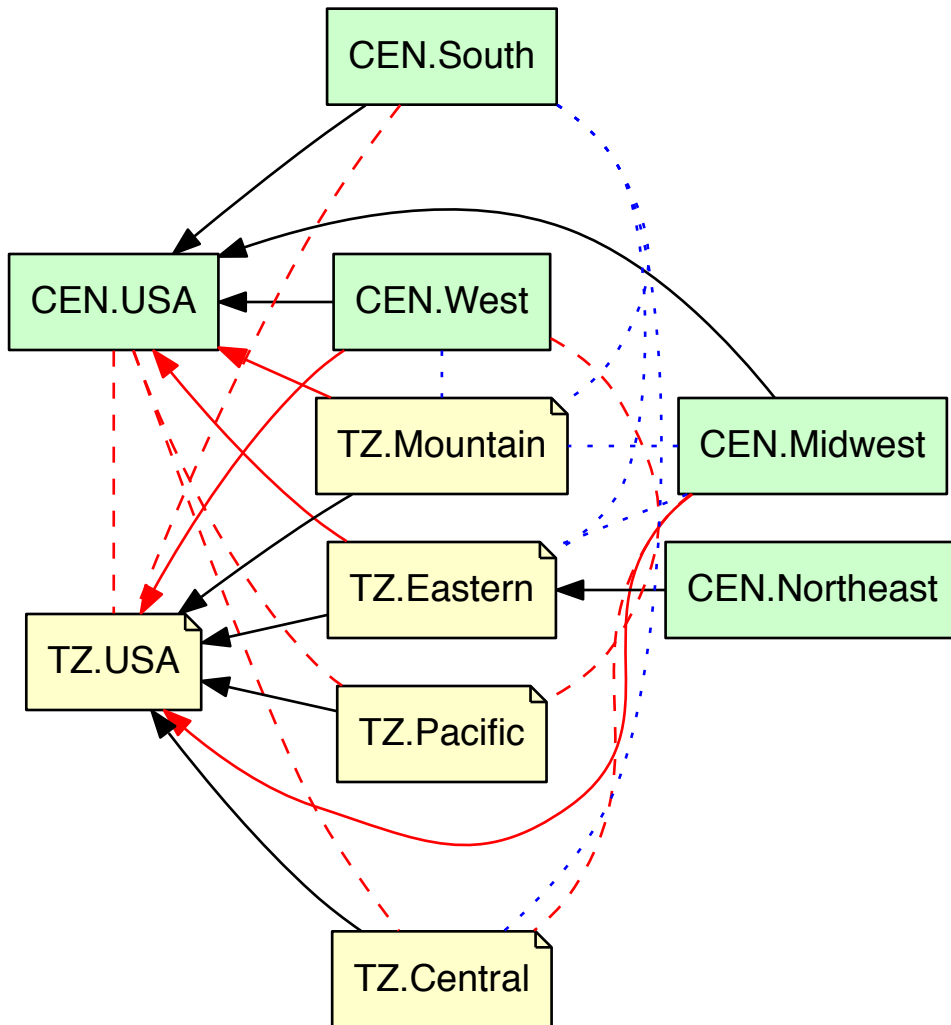 CEN.South
CEN.USA
CEN.West
TZ.Mountain
CEN.Midwest
TZ.Eastern
CEN.Northeast
TZ.USA
TZ.Pacific
TZ.Central